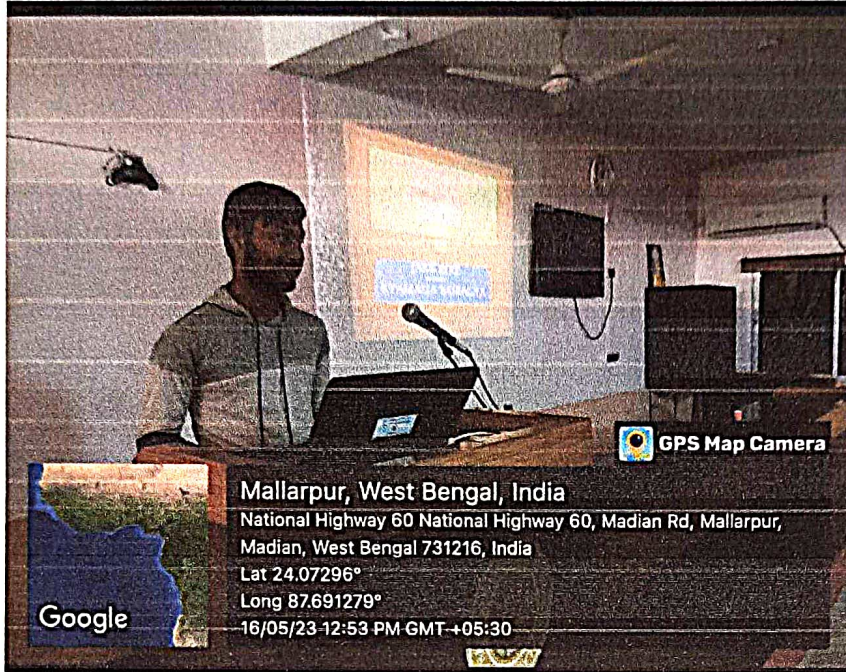 GPS Map Camera
Mallarpur, West Bengal, India
National Highway 60 National Highway 60, Madian Rd, Mallarpur,
Madian, West Bengal 731216, India
Lat 24.07296°
Long 87.691279°
16/05/23 12:53 PM GMT +05:30
Google